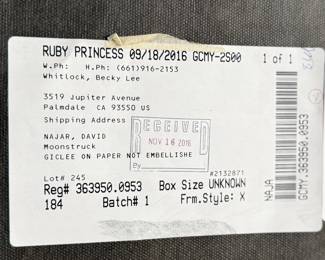 RUBY PRINCESS 09/18/2016 GCMY-2S00 1 of 1
W.Ph: H.Ph: (661)916-2153
Whitlock, Becky Lee
3519 Jupiter Avenue
Palmdale CA 93550 US
Shipping Address
RECEIVED
NOV 16 2016
By
NAJAR, DAVID
Moonstruck
GICLEE ON PAPER NOT EMBELLISHE
Lot# 245 #2132871
Reg# 363950.0953 Box Size UNKNOWN
184 Batch# 1 Frm.Style: X
NAJA
GCMY.363950.0953